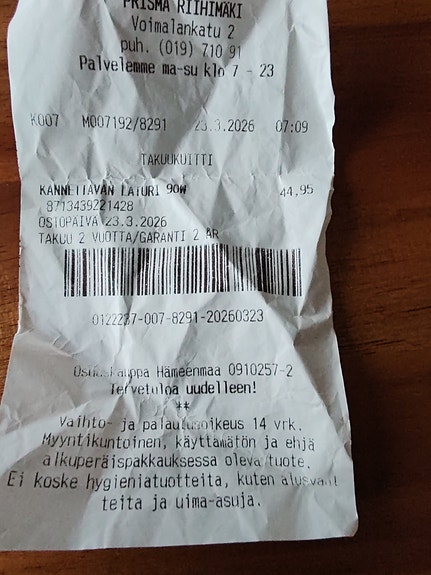 PRISMA RIIHIMÄKI
Voimalankatu 2
puh. (019) 710 91
Palvelemme ma-su klo 7 - 23
K007 M007192/8291 23.3.2026 07:09
TAKUUKUITTI
KANNETTAVAN LATURI 90W 44,95
8713439221428
OSTOPÄIVÄ 23.3.2026
TAKUU 2 VUOTTA/GARANTI 2 ÅR
0122237-007-8291-20260323
Osuuskauppa Hämeenmaa 0910257-2
Tervetuloa uudelleen!
**
Vaihto- ja palautusoikeus 14 vrk.
Myyntikuntoinen, käyttämätön ja ehjä
alkuperäispakkauksessa oleva tuote.
Ei koske hygieniatuotteita, kuten alusvaat
teita ja uima-asuja.